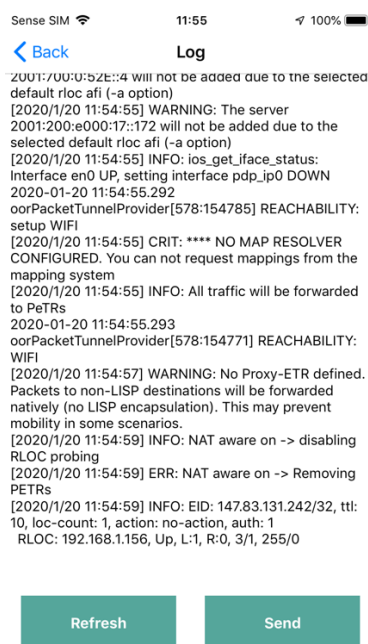 Sense SIM 11:55 100%
Back Log
2001:700:0:52E::4 will not be added due to the selected
default rloc afi (-a option)
[2020/1/20 11:54:55] WARNING: The server
2001:200:e000:17::172 will not be added due to the
selected default rloc afi (-a option)
[2020/1/20 11:54:55] INFO: ios_get_iface_status:
Interface en0 UP, setting interface pdp_ip0 DOWN
2020-01-20 11:54:55.292
oorPacketTunnelProvider[578:154785] REACHABILITY:
setup WIFI
[2020/1/20 11:54:55] CRIT: **** NO MAP RESOLVER
CONFIGURED. You can not request mappings from the
mapping system
[2020/1/20 11:54:55] INFO: All traffic will be forwarded
to PeTRs
2020-01-20 11:54:55.293
oorPacketTunnelProvider[578:154771] REACHABILITY:
WIFI
[2020/1/20 11:54:57] WARNING: No Proxy-ETR defined.
Packets to non-LISP destinations will be forwarded
natively (no LISP encapsulation). This may prevent
mobility in some scenarios.
[2020/1/20 11:54:59] INFO: NAT aware on -> disabling
RLOC probing
[2020/1/20 11:54:59] ERR: NAT aware on -> Removing
PETRs
[2020/1/20 11:54:59] INFO: EID: 147.83.131.242/32, ttl:
10, loc-count: 1, action: no-action, auth: 1
RLOC: 192.168.1.156, Up, L:1, R:0, 3/1, 255/0
Refresh Send